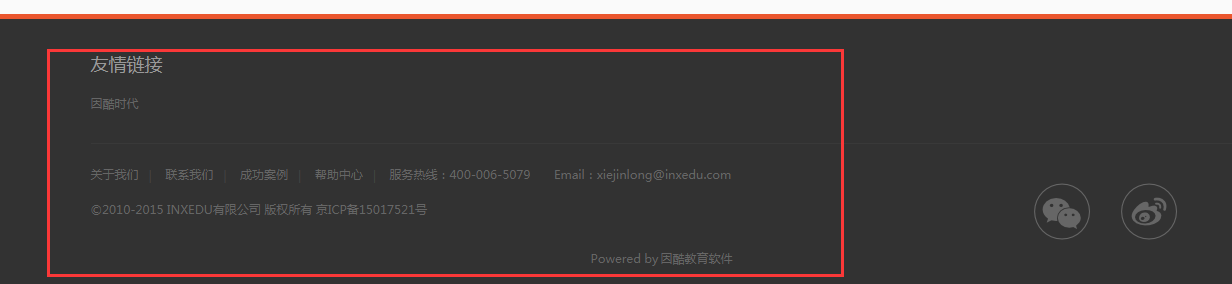 友情链接
因酷时代
关于我们 | 联系我们 | 成功案例 | 帮助中心 | 服务热线：400-006-5079 Email：xiejinlong@inxedu.com
©2010-2015 INXEDU有限公司 版权所有 京ICP备15017521号
Powered by 因酷教育软件